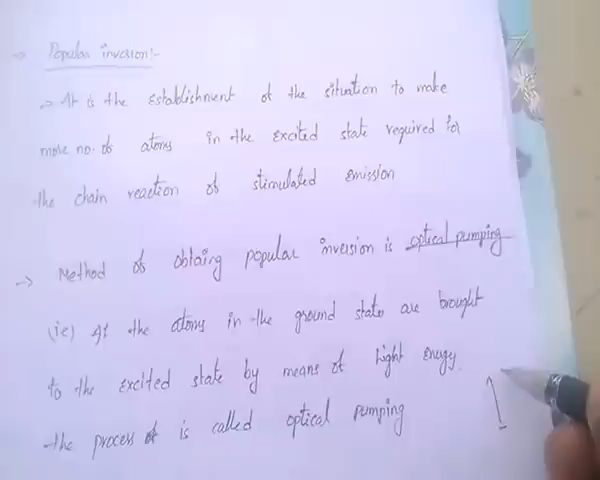 → Popular inversion:-
→ It is the establishment of the situation to make
more no. of atoms in the excited state required for
the chain reaction of stimulated emission
→ Method of obtaing popular inversion is optical pumping
(ie) If the atoms in the ground state are brought
to the excited state by means of light enegy.
the process is called optical pumping